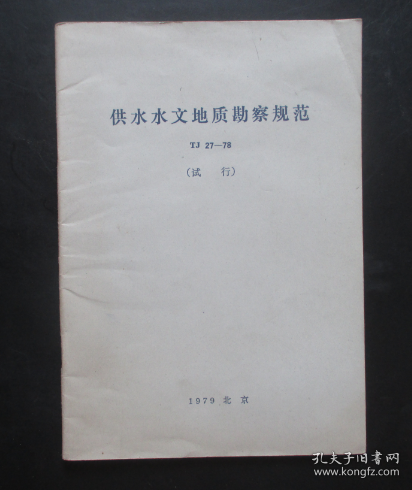 供水水文地质勘察规范
TJ 27—78
（试 行）
1979 北京
孔夫子旧书网
kongfz.com